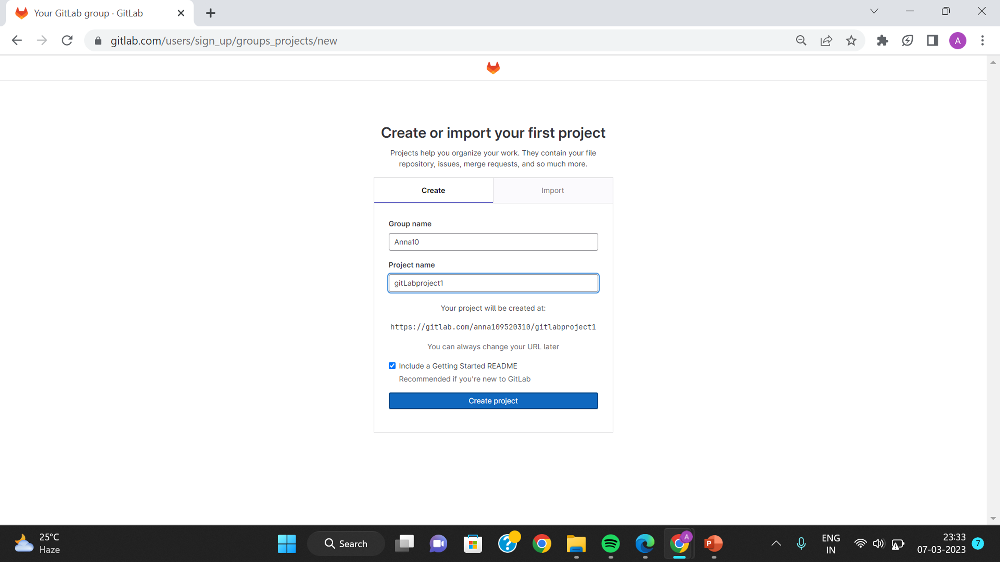 Your GitLab group · GitLab
gitlab.com/users/sign_up/groups_projects/new
A
Create or import your first project
Projects help you organize your work. They contain your file
repository, issues, merge requests, and so much more.
Create
Import
Group name
Anna10
Project name
gitLabproject1
Your project will be created at:
https://gitlab.com/anna109520310/gitlabproject1
You can always change your URL later
Include a Getting Started README
Recommended if you're new to GitLab
Create project
25°C
Haze
Search
?
A
P
ENG
IN
23:33
07-03-2023
7